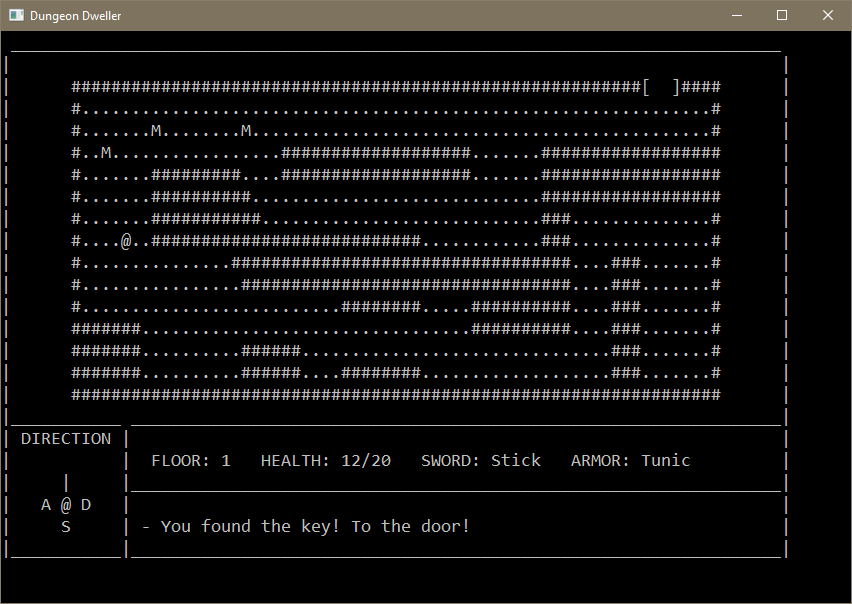 Dungeon Dweller
#########################################################[  ]####
#...............................................................#
#.......M........M..............................................#
#..M.................###################.......##################
#.......#########....###################.......##################
#.......##########.............................##################
#.......###########............................###..............#
#....@..###########################............###..............#
#...............##################################....###.......#
#................#################################....###.......#
#..........................########.....##########....###.......#
#######.................................##########....###.......#
#######..........######...............................###.......#
#######..........######....########...................###.......#
#################################################################
DIRECTION
FLOOR: 1   HEALTH: 12/20   SWORD: Stick   ARMOR: Tunic
|
A @ D
S
- You found the key! To the door!